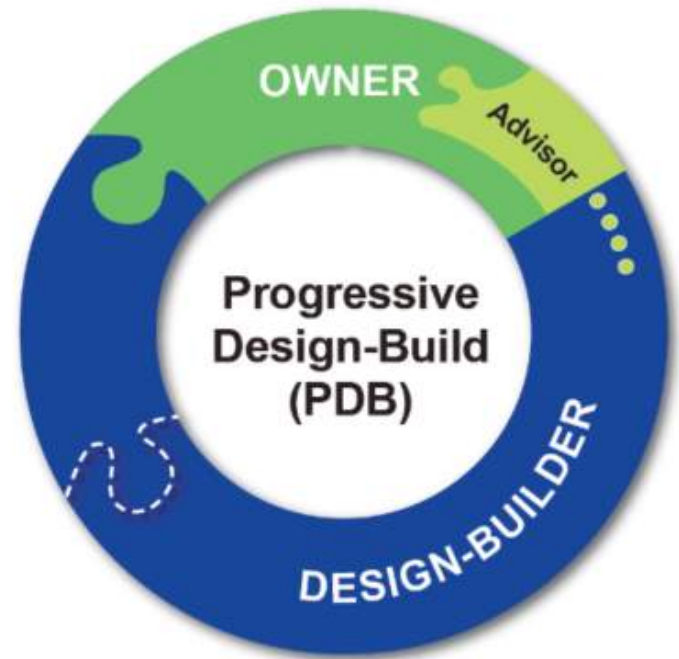 OWNER
Advisor
Progressive
Design-Build
(PDB)
DESIGN-BUILDER